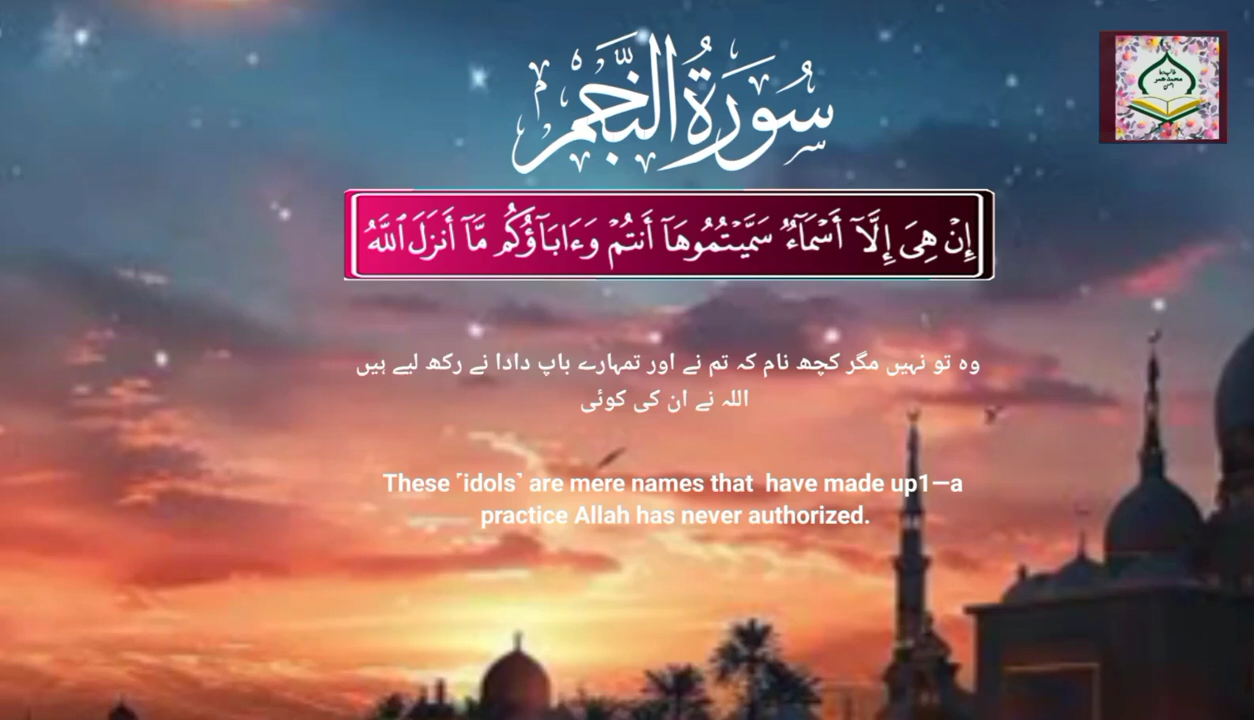 سُورَةُ النَّجْمِ
إِنْ هِىَ إِلَّآ أَسْمَآءٌ سَمَّيْتُمُوهَآ أَنتُمْ وَءَابَآؤُكُم مَّآ أَنزَلَ ٱللَّهُ
وہ تو نہیں مگر کچھ نام کہ تم نے اور تمہارے باپ دادا نے رکھ لیے ہیں
اللہ نے ان کی کوئی
These ˹idols˺ are mere names that  have made up1—a
practice Allah has never authorized.